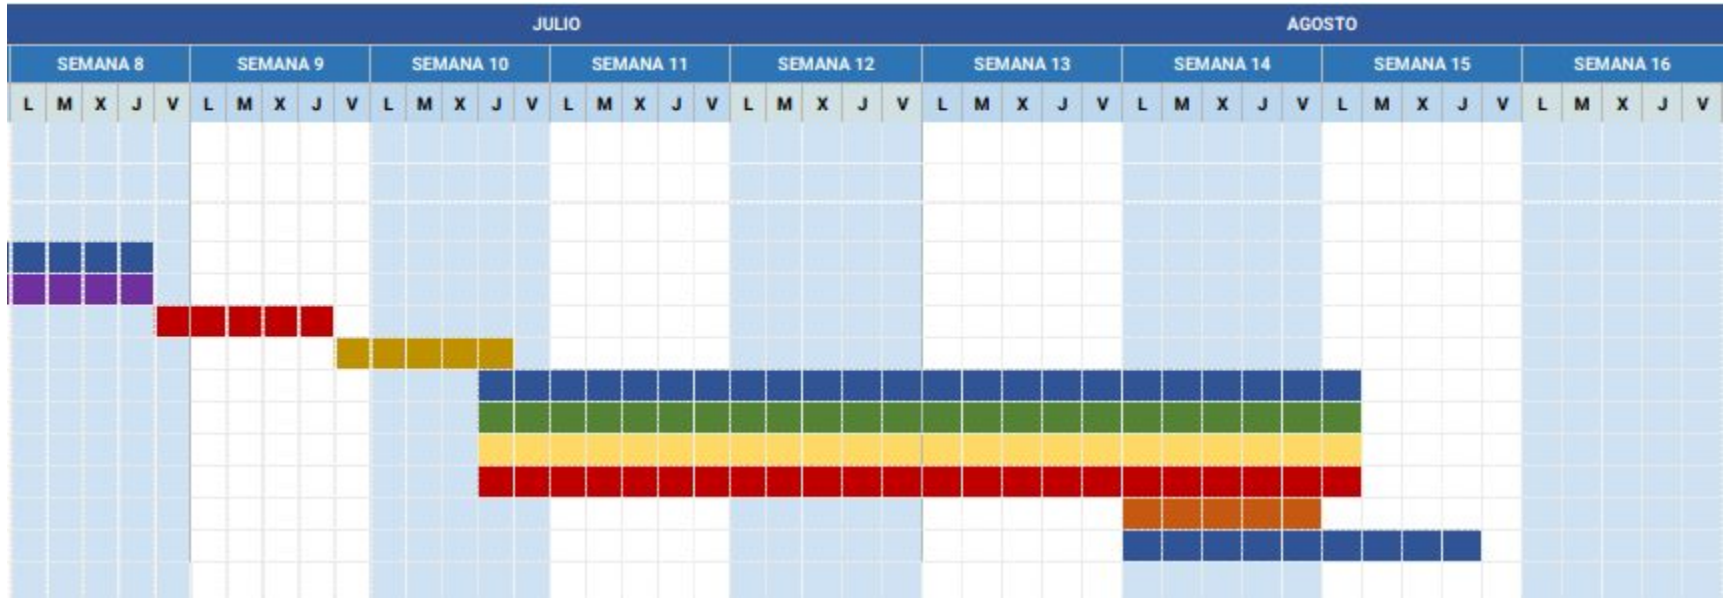 JULIO AGOSTO
SEMANA 8 SEMANA 9 SEMANA 10 SEMANA 11 SEMANA 12 SEMANA 13 SEMANA 14 SEMANA 15 SEMANA 16
L M X J V L M X J V L M X J V L M X J V L M X J V L M X J V L M X J V L M X J V L M X J V